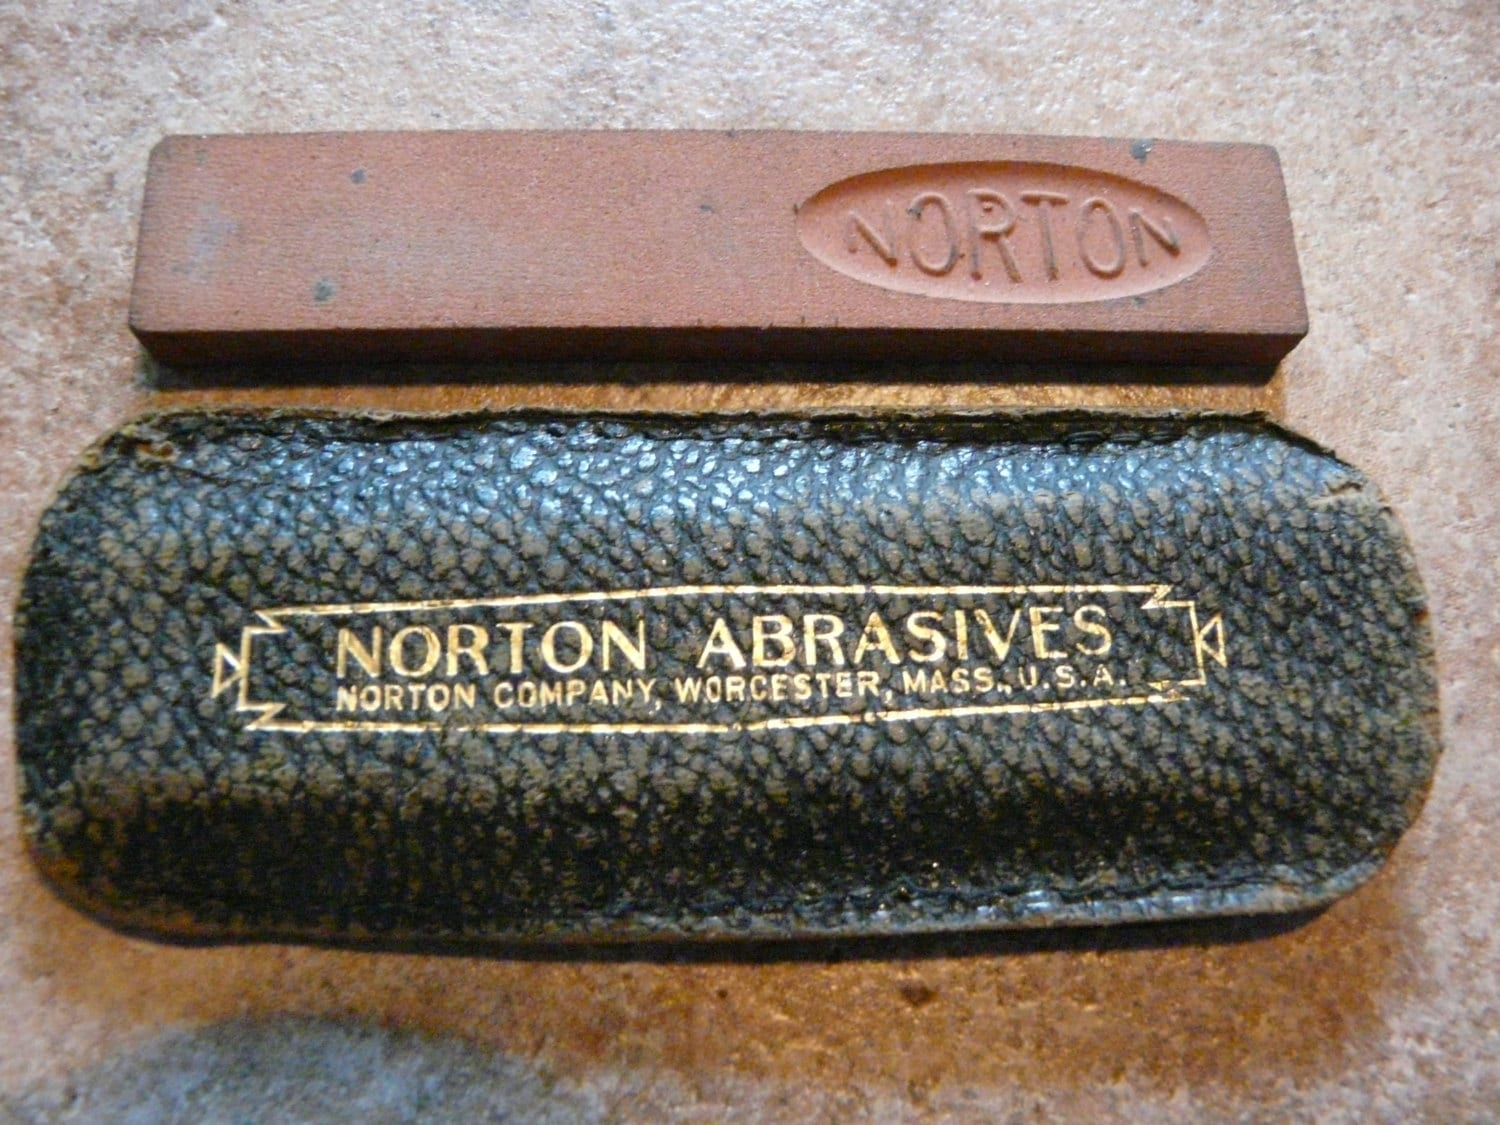 NORTON
NORTON ABRASIVES
NORTON COMPANY, WORCESTER, MASS., U.S.A.